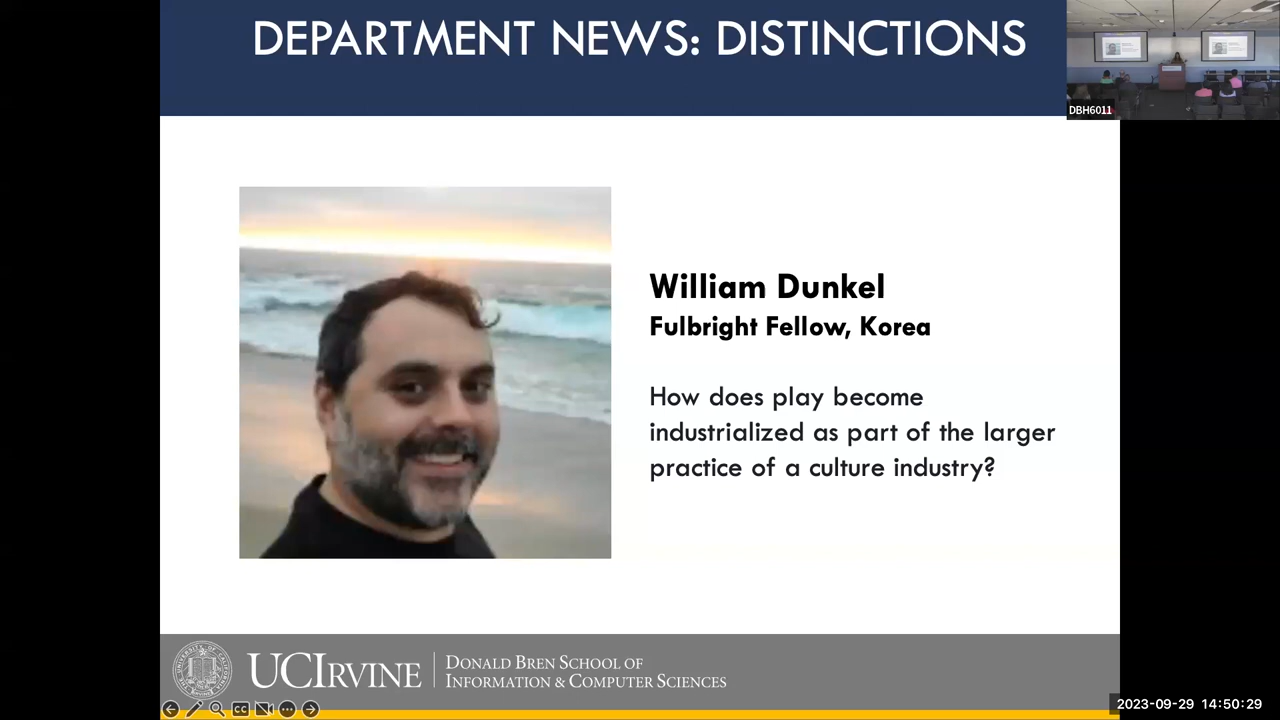 DEPARTMENT NEWS: DISTINCTIONS
DBH6011
William Dunkel
Fulbright Fellow, Korea
How does play become
industrialized as part of the larger
practice of a culture industry?
UCIRVINE
DONALD BREN SCHOOL OF
INFORMATION & COMPUTER SCIENCES
CC
2023-09-29 14:50:29